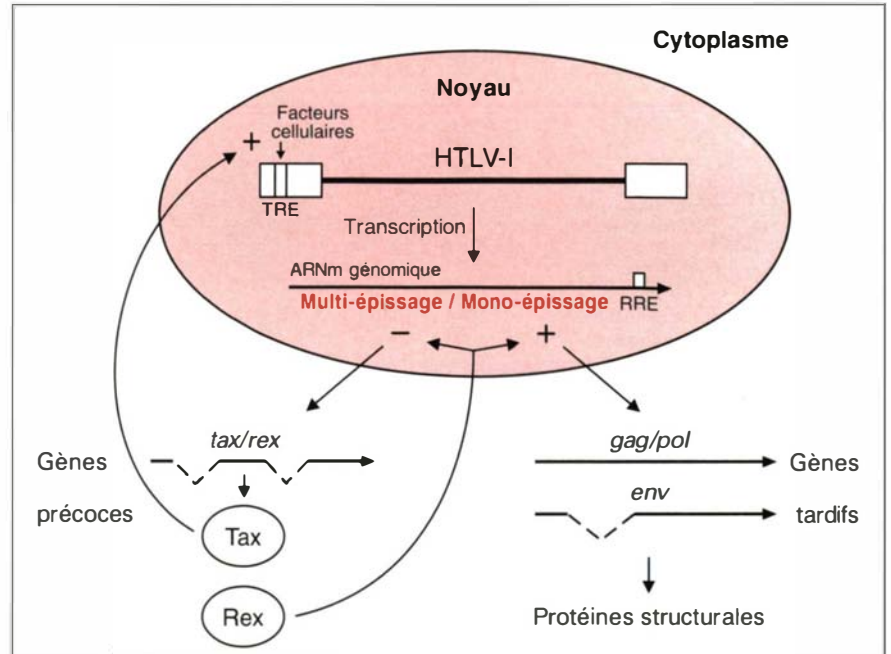 Cytoplasme
Noyau
Facteurs
cellulaires
+
HTLV-I
TRE
Transcription
ARNm génomique
Multi-épissage / Mono-épissage
RRE
− +
tax/rex
gag/pol
Gènes
Gènes
env
précoces
tardifs
Tax
Rex
Protéines structurales